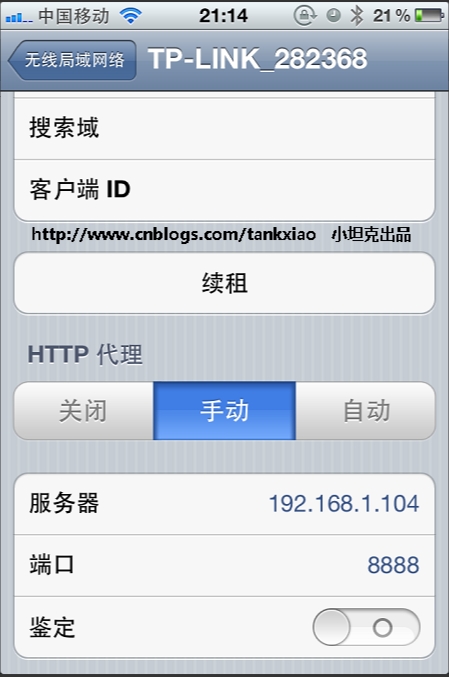 中国移动 21:14 21%
无线局域网络 TP-LINK_282368
搜索域
客户端 ID
http://www.cnblogs.com/tankxiao 小坦克出品
续租
HTTP 代理
关闭 手动 自动
服务器 192.168.1.104
端口 8888
鉴定